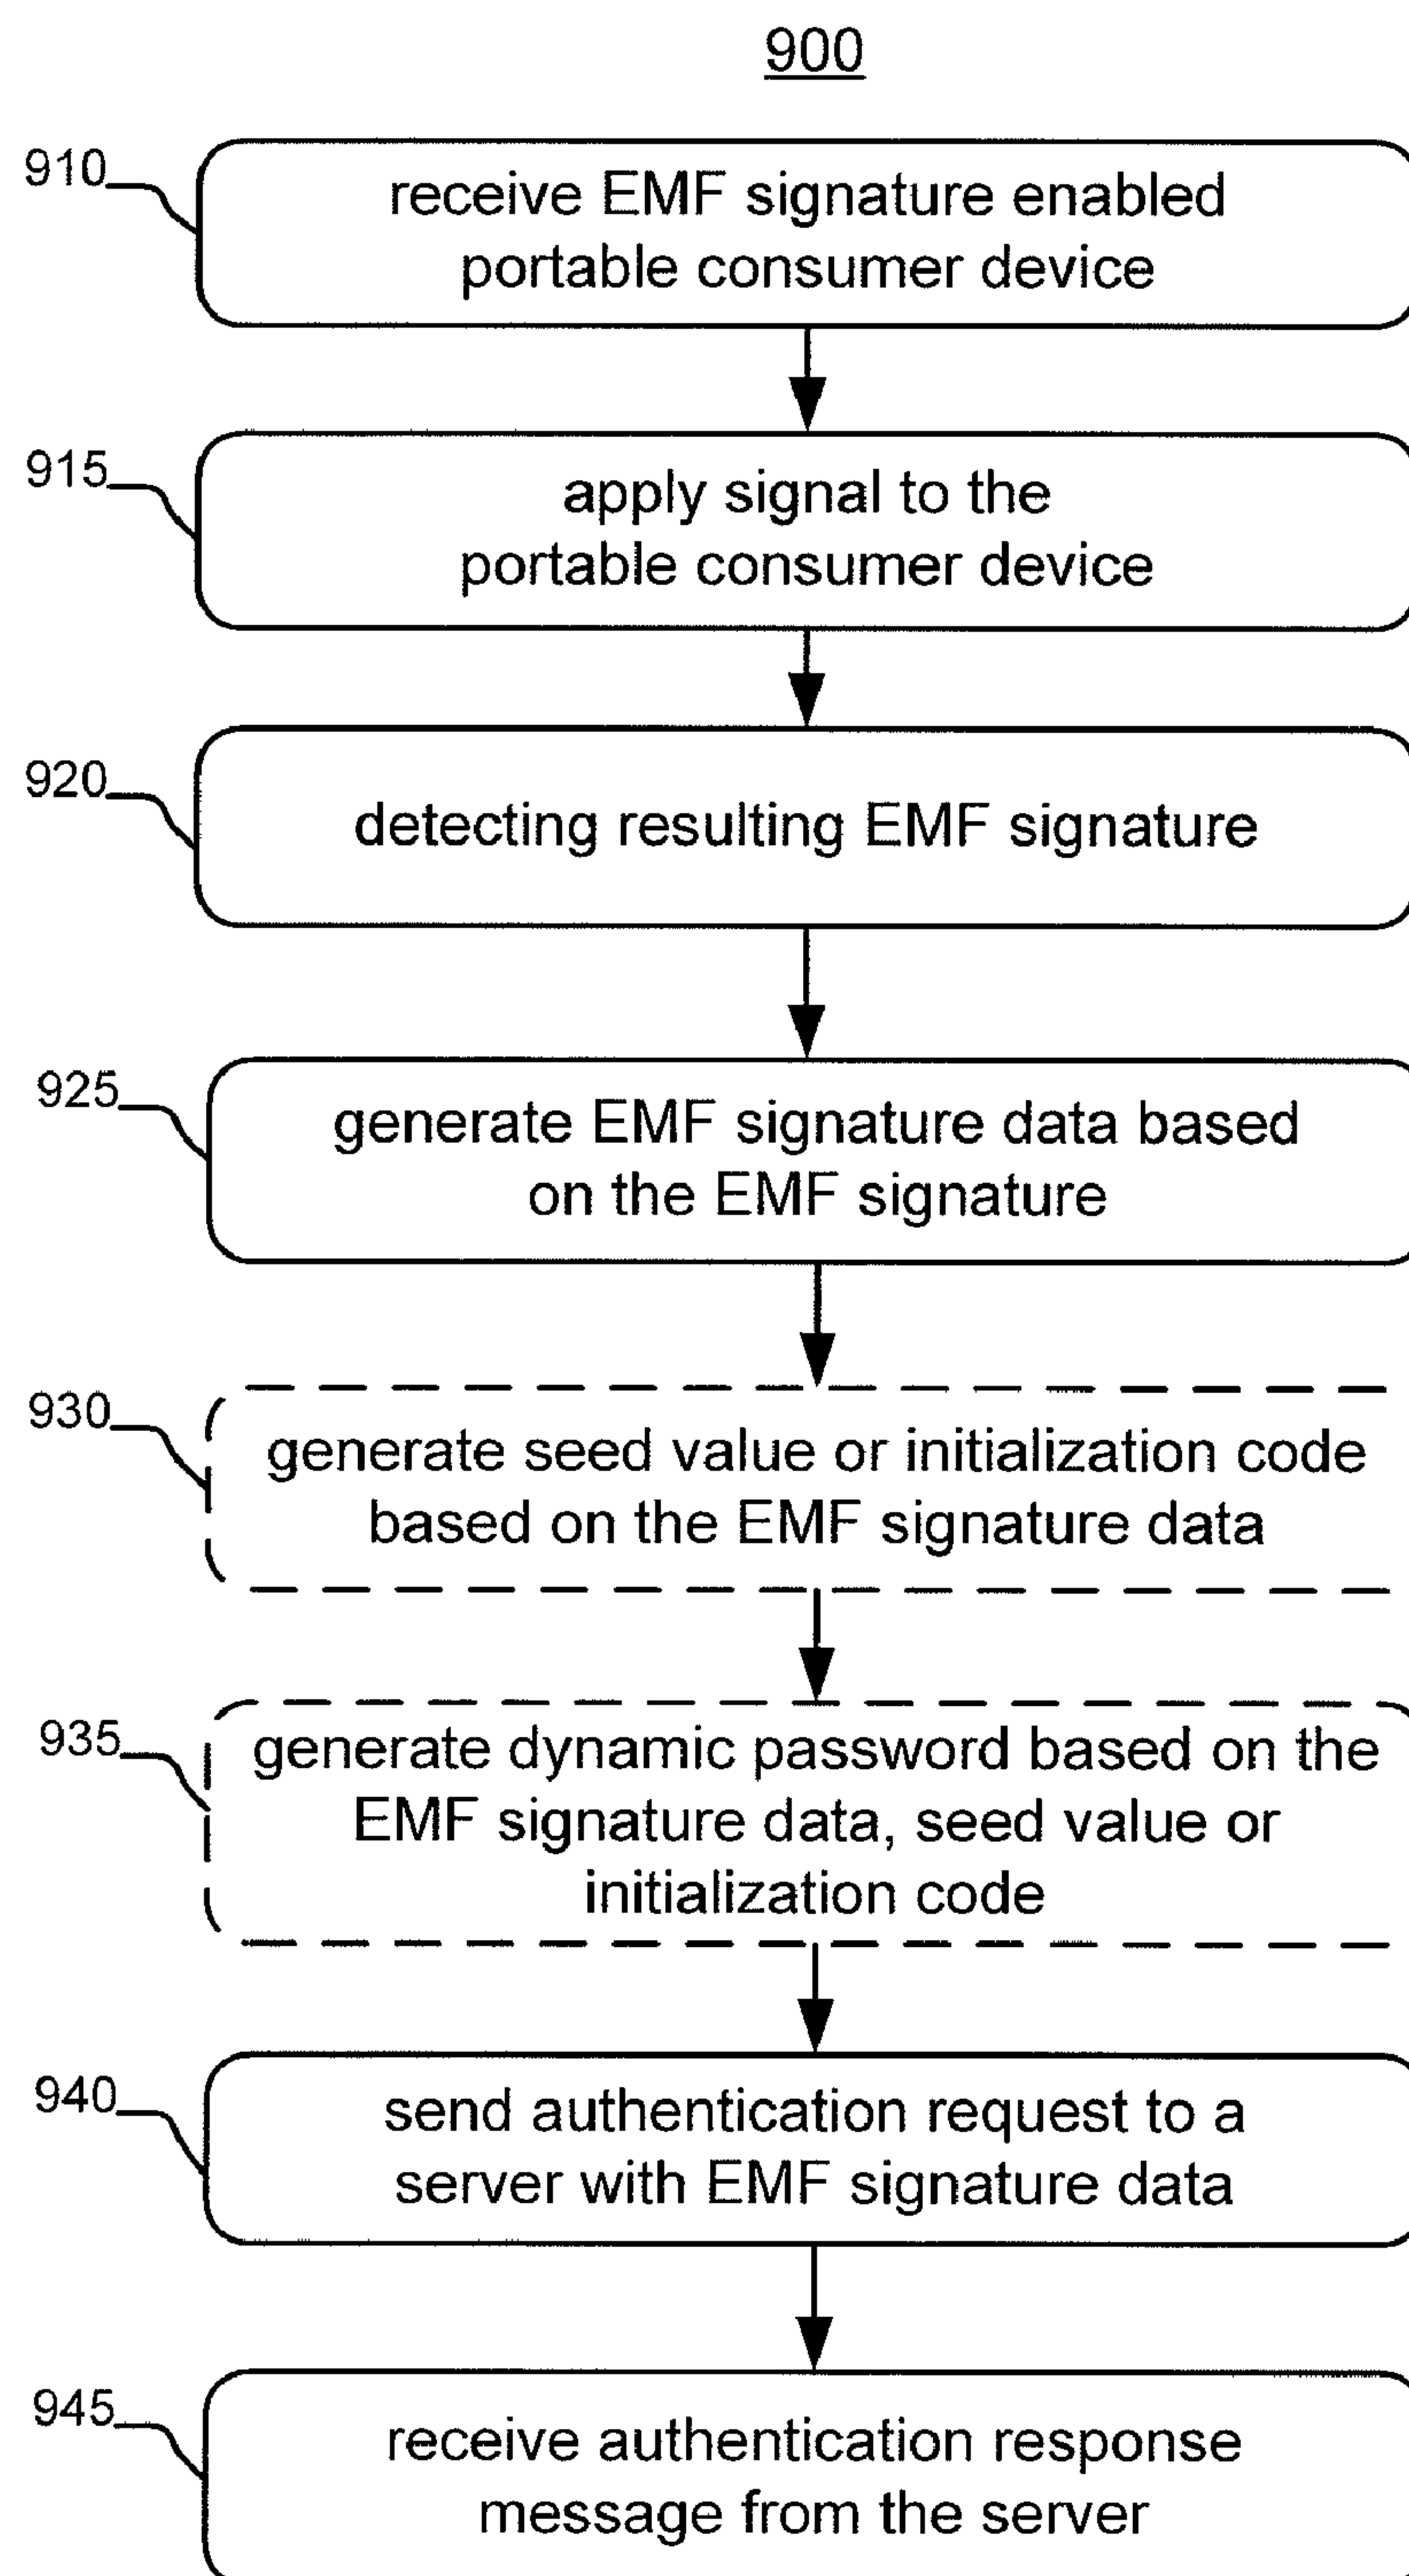 900
910
receive EMF signature enabled
portable consumer device
915
apply signal to the
portable consumer device
920
detecting resulting EMF signature
925
generate EMF signature data based
on the EMF signature
930
generate seed value or initialization code
based on the EMF signature data
935
generate dynamic password based on the
EMF signature data, seed value or
initialization code
940
send authentication request to a
server with EMF signature data
945
receive authentication response
message from the server